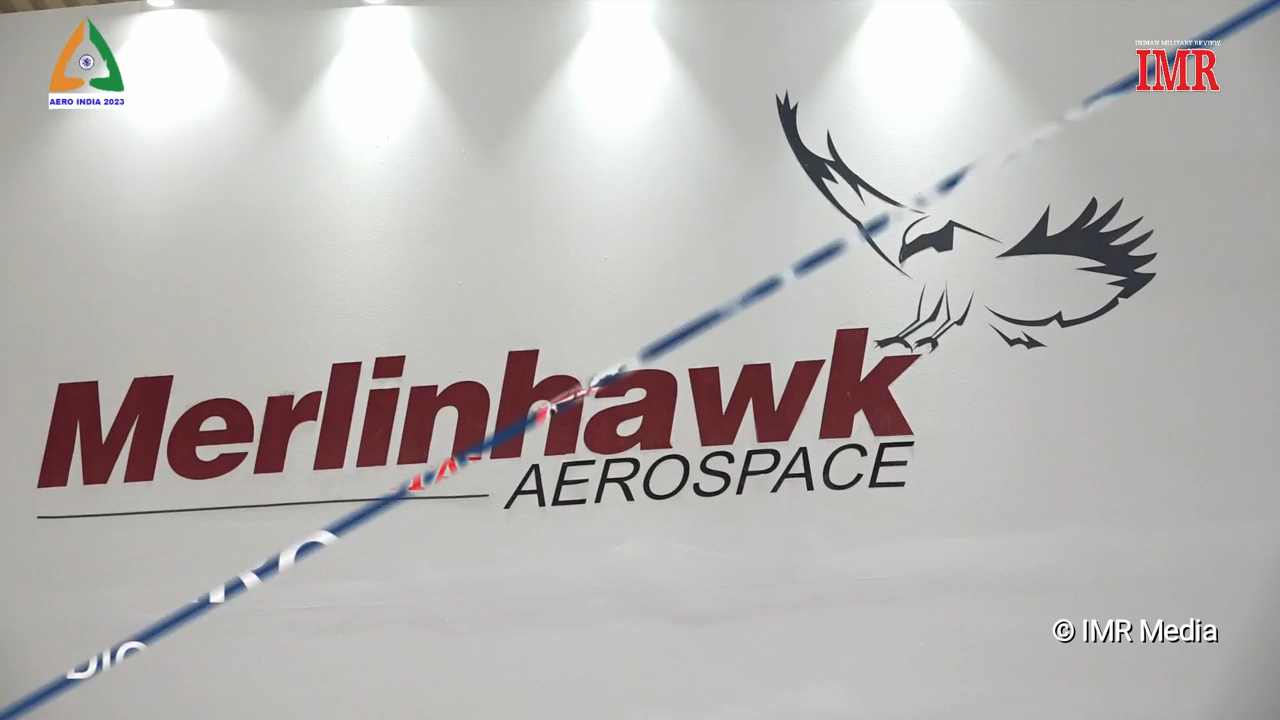 AERO INDIA 2023
INDIAN MILITARY REVIEW
IMR
Merlinhawk
AEROSPACE
© IMR Media